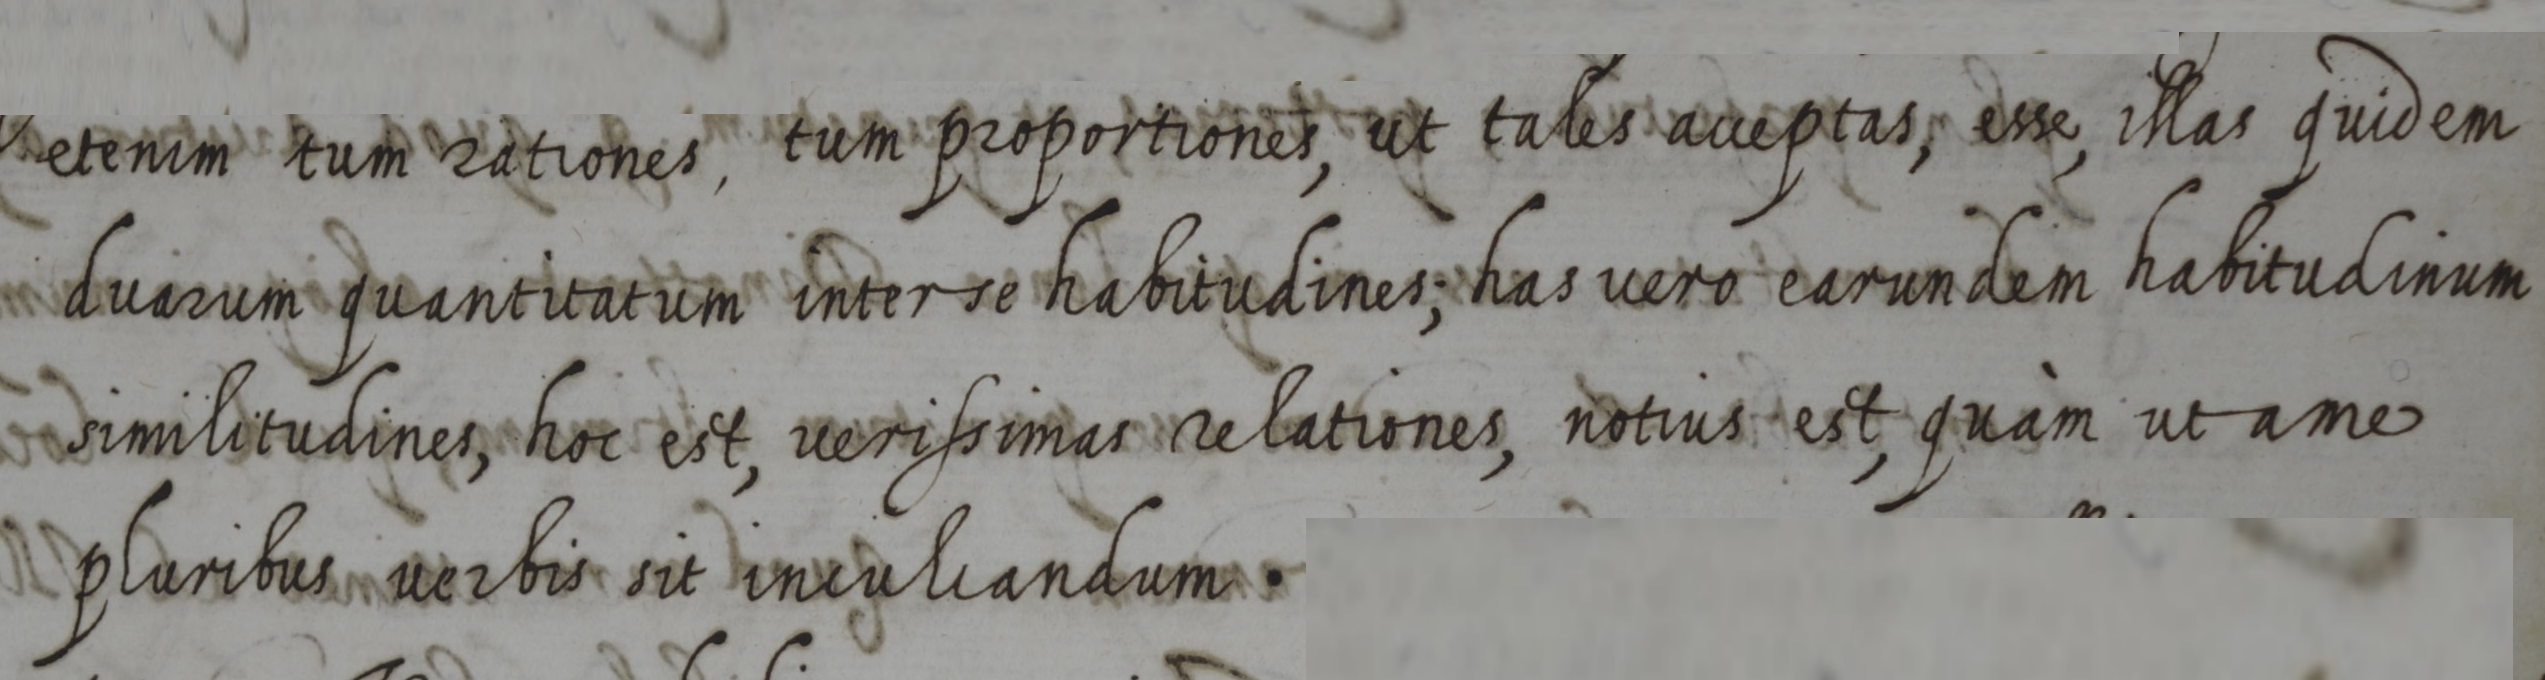 etenim tum rationes, tum proportiones, ut tales acceptas, esse, illas quidem
duarum quantitatum inter se habitudines; has uero earundem habitudinum
similitudines, hoc est, uerissimas relationes, notius est, quàm ut a me
pluribus uerbis sit inculcandum.